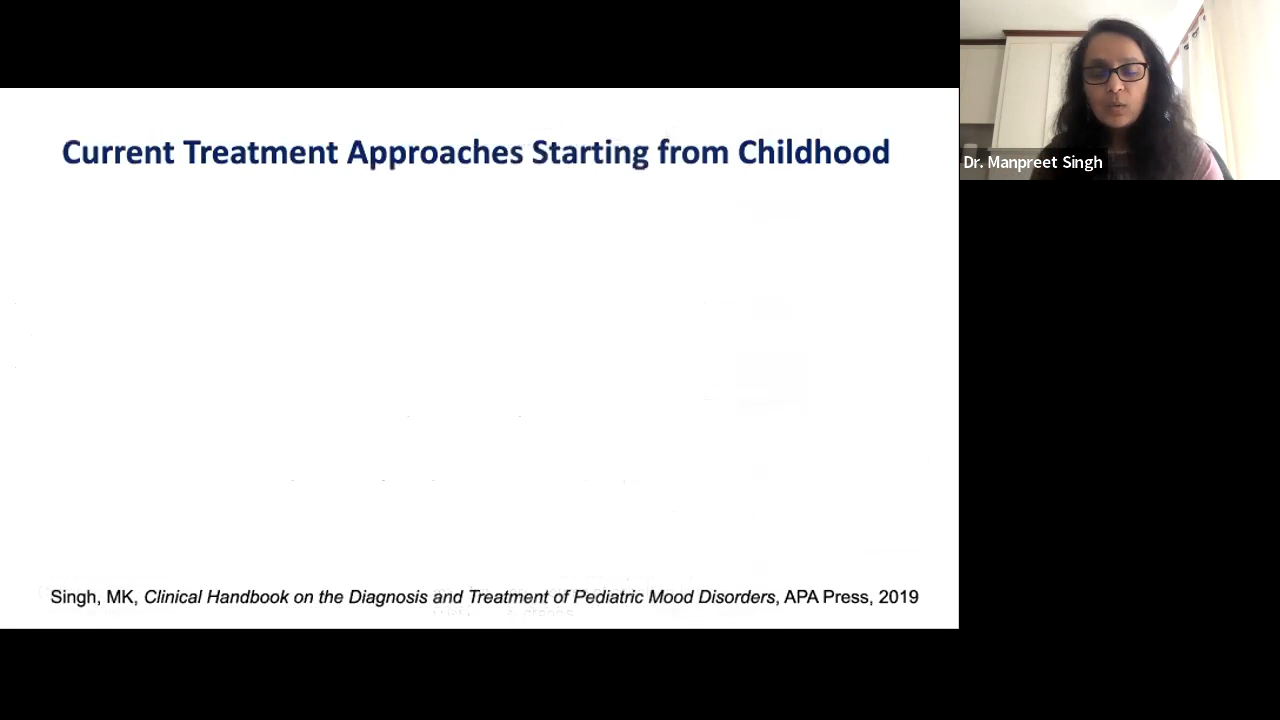 Current Treatment Approaches Starting from Childhood
Dr. Manpreet Singh
Singh, MK, Clinical Handbook on the Diagnosis and Treatment of Pediatric Mood Disorders, APA Press, 2019